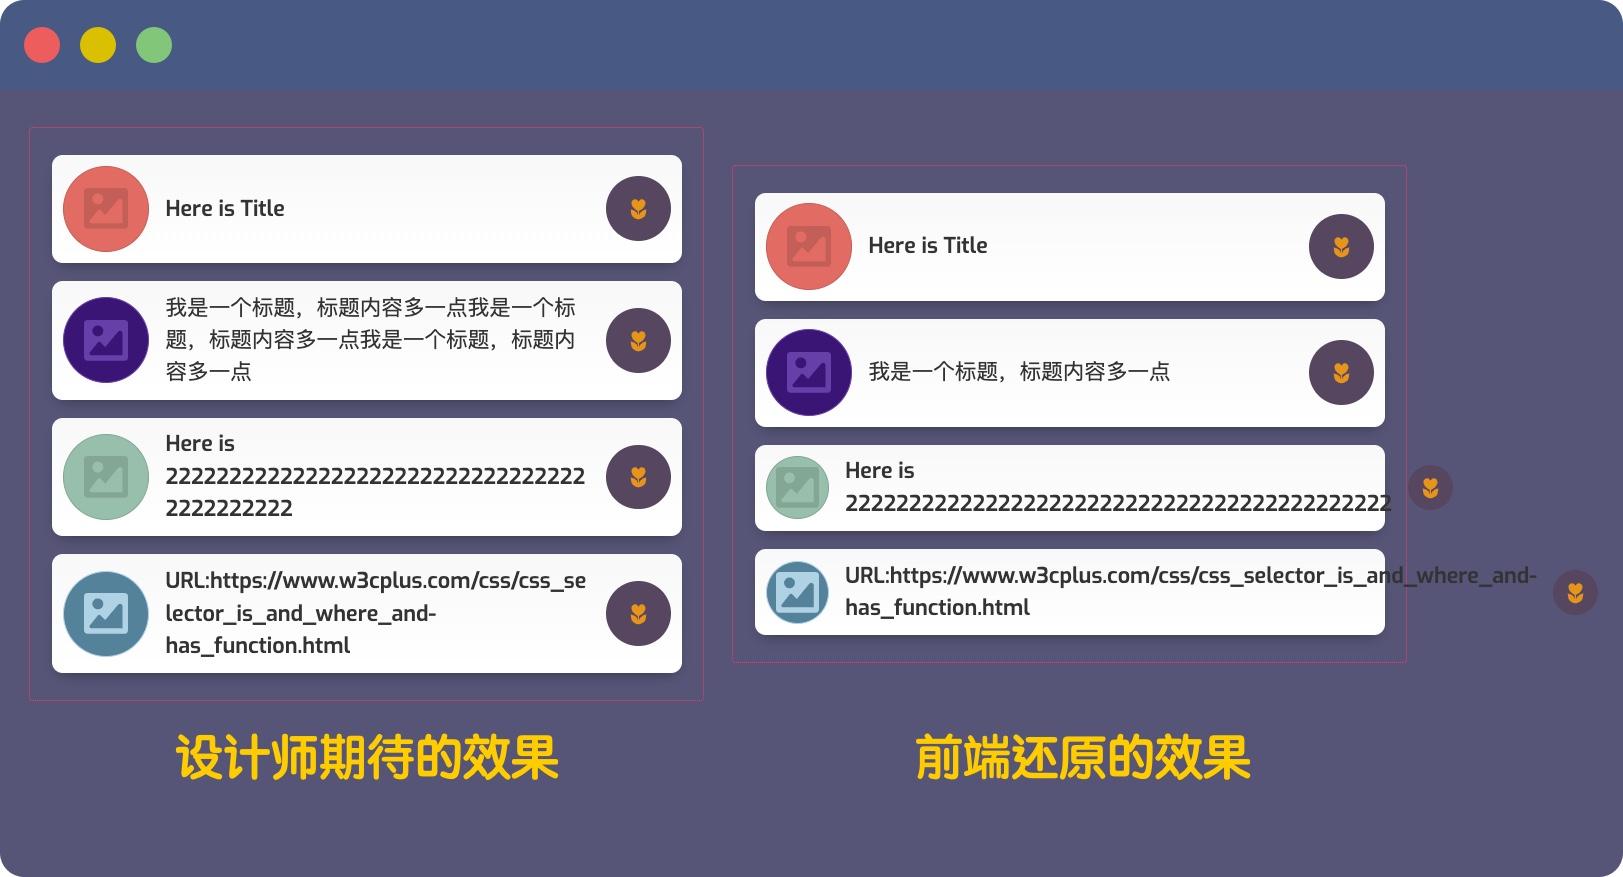 Here is Title
我是一个标题，标题内容多一点我是一个标
题，标题内容多一点我是一个标题，标题内
容多一点
Here is
222222222222222222222222222222222
2222222222
URL:https://www.w3cplus.com/css/css_se
lector_is_and_where_and-
has_function.html
设计师期待的效果
Here is Title
我是一个标题，标题内容多一点
Here is
2222222222222222222222222222222222222222222
URL:https://www.w3cplus.com/css/css_selector_is_and_where_and-
has_function.html
前端还原的效果